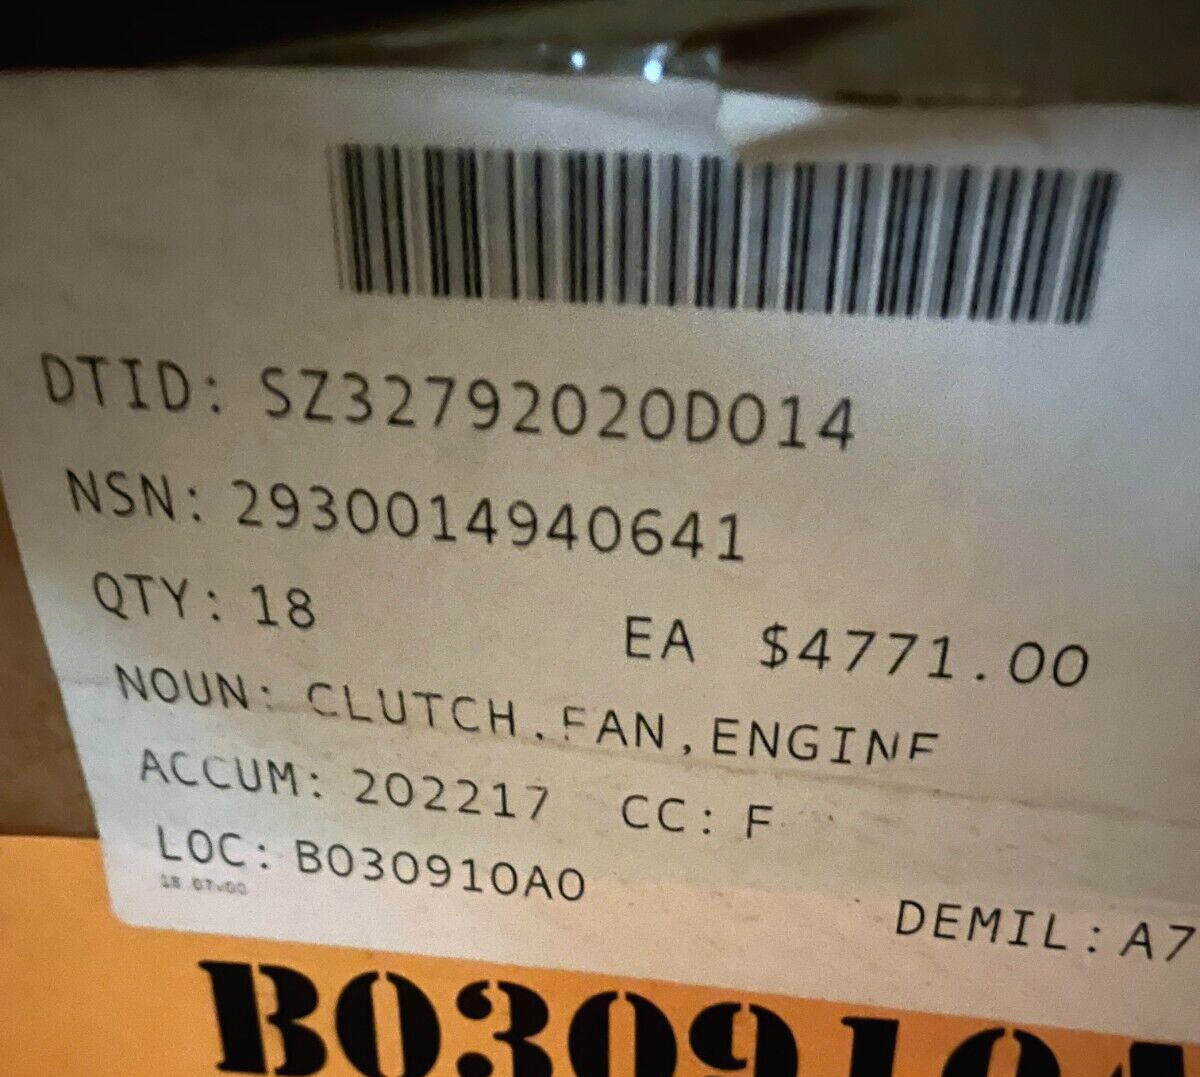 DTID: SZ32792020D014
NSN: 2930014940641
QTY: 18 EA $4771.00
NOUN: CLUTCH,FAN,ENGINE
ACCUM: 202217 CC: F
LOC: B030910A0
DEMIL: A7
B030910A